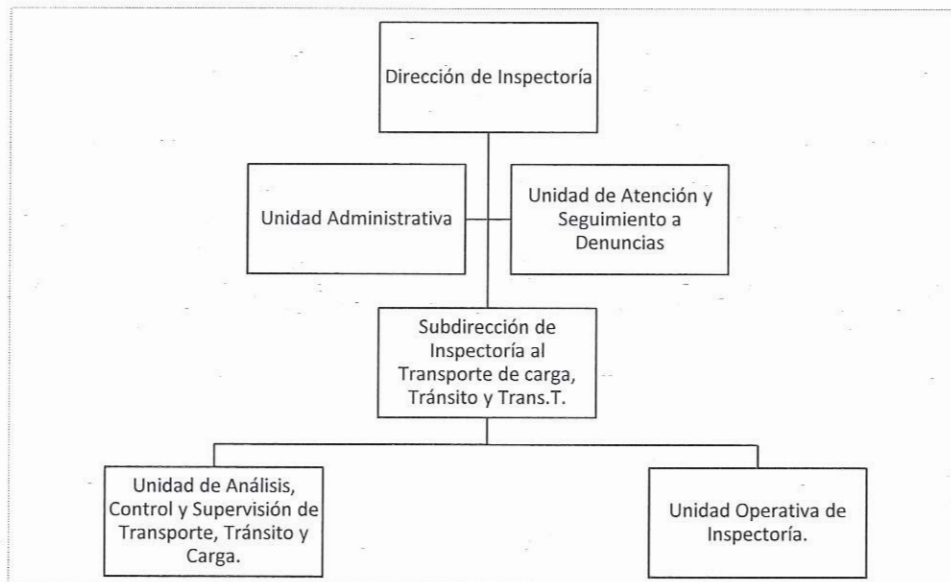 Dirección de Inspectoría
Unidad Administrativa
Unidad de Atención y
Seguimiento a
Denuncias
Subdirección de
Inspectoría al
Transporte de carga,
Tránsito y Trans.T.
Unidad de Análisis,
Control y Supervisión de
Transporte, Tránsito y
Carga.
Unidad Operativa de
Inspectoría.